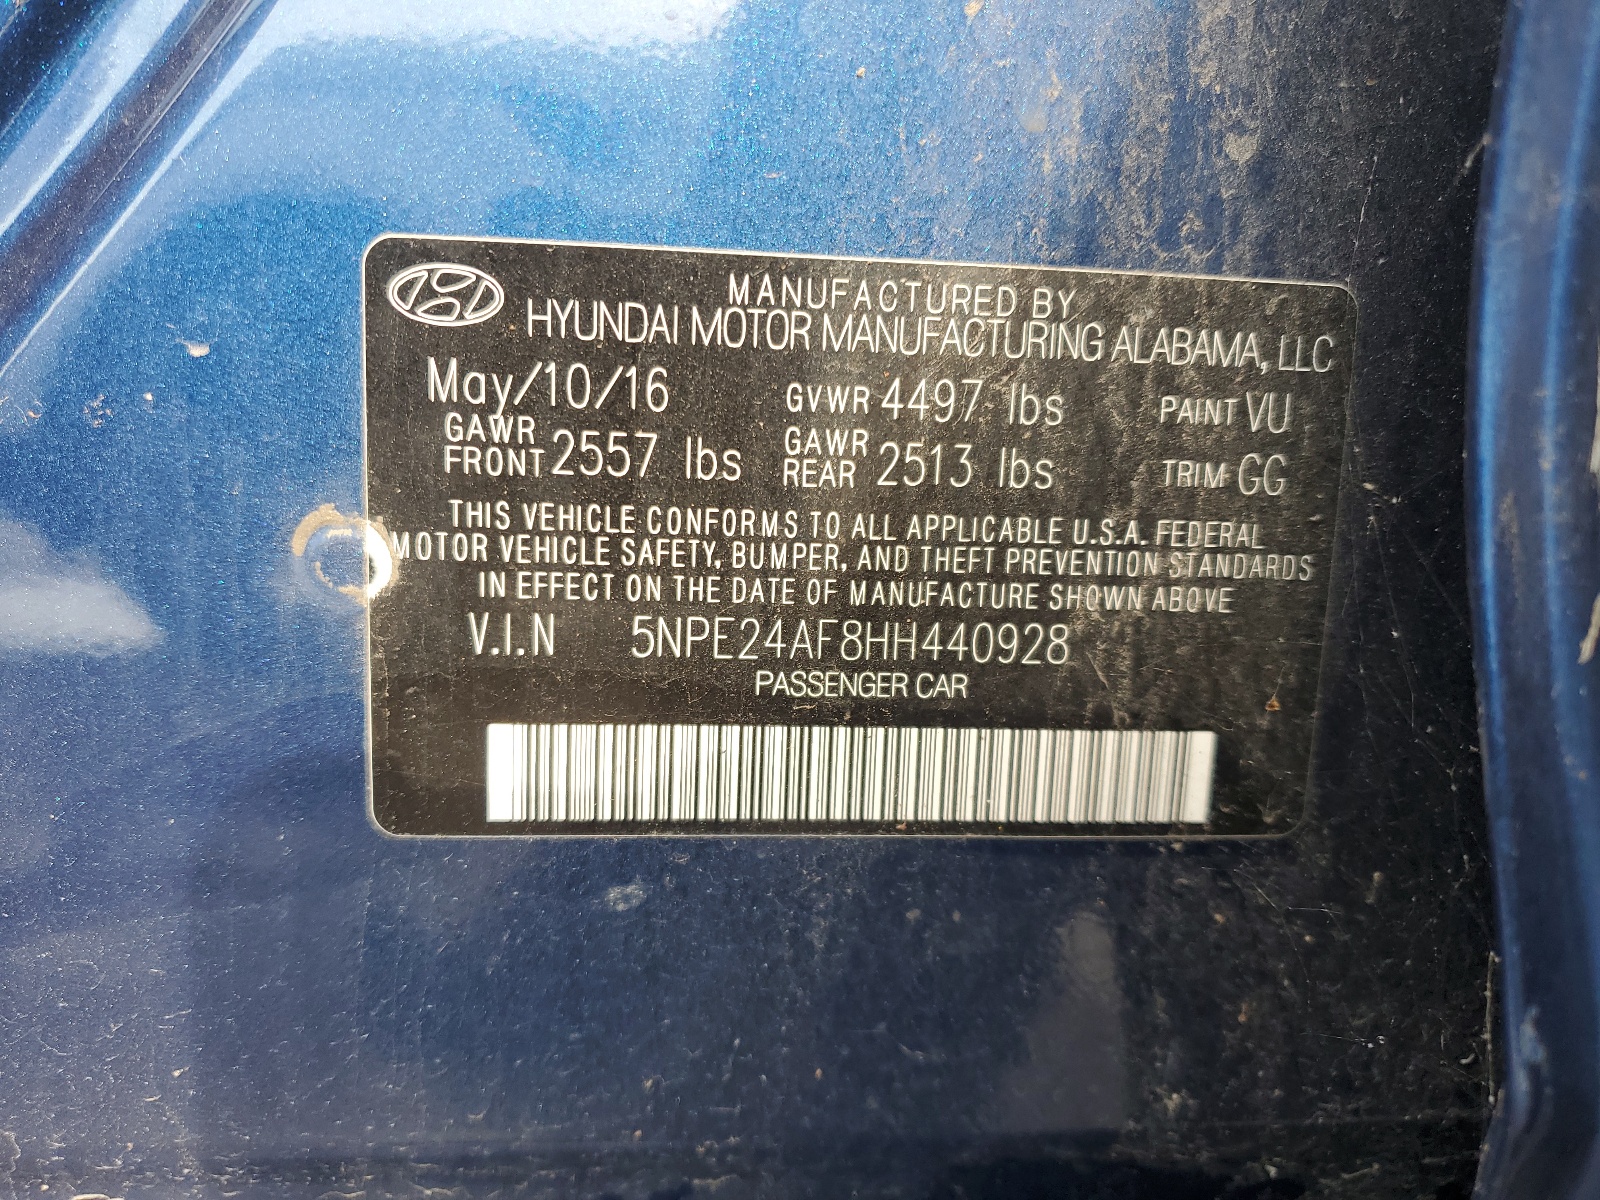 MANUFACTURED BY
HYUNDAI MOTOR MANUFACTURING ALABAMA, LLC
May/10/16 GVWR 4497 lbs PAINT VU
GAWR FRONT 2557 lbs GAWR REAR 2513 lbs TRIM GG
THIS VEHICLE CONFORMS TO ALL APPLICABLE U.S.A. FEDERAL
MOTOR VEHICLE SAFETY, BUMPER, AND THEFT PREVENTION STANDARDS
IN EFFECT ON THE DATE OF MANUFACTURE SHOWN ABOVE
V.I.N 5NPE24AF8HH440928
PASSENGER CAR